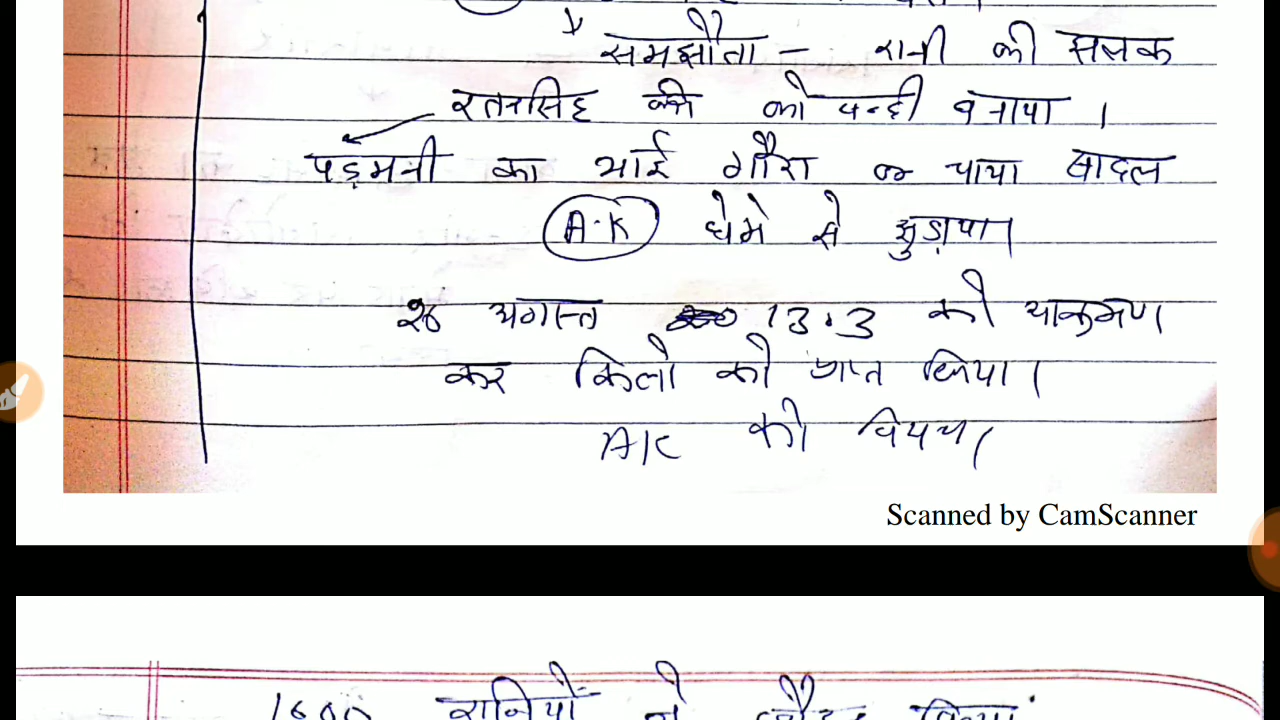 समझौता - रानी की झलक
रतनसिंह को बन्दी बनाया।
पद्मनी का भाई गौरा व चाचा बादल
A.K खेमे से छुड़ाया।
26 अगस्त 1303 को आक्रमण
कर किलो को प्राप्त किया।
A/C की विजय।
Scanned by CamScanner
1600 रानियों ने जौहर किया